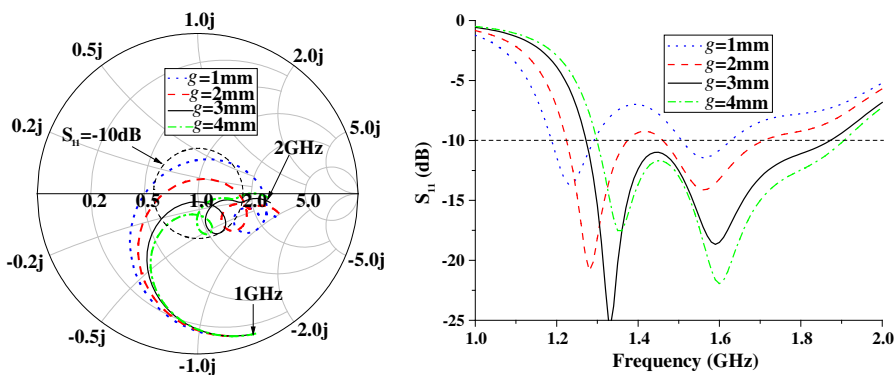 1.0j
0.5j
2.0j
g=1mm
g=2mm
g=3mm
g=4mm
0.2j
S₁₁=-10dB
5.0j
2GHz
0.2
0.5
1.0
2.0
5.0
-0.2j
-5.0j
1GHz
-0.5j
-2.0j
-1.0j
0
-5
-10
-15
-20
-25
S₁₁ (dB)
g=1mm
g=2mm
g=3mm
g=4mm
1.0
1.2
1.4
1.6
1.8
2.0
Frequency (GHz)